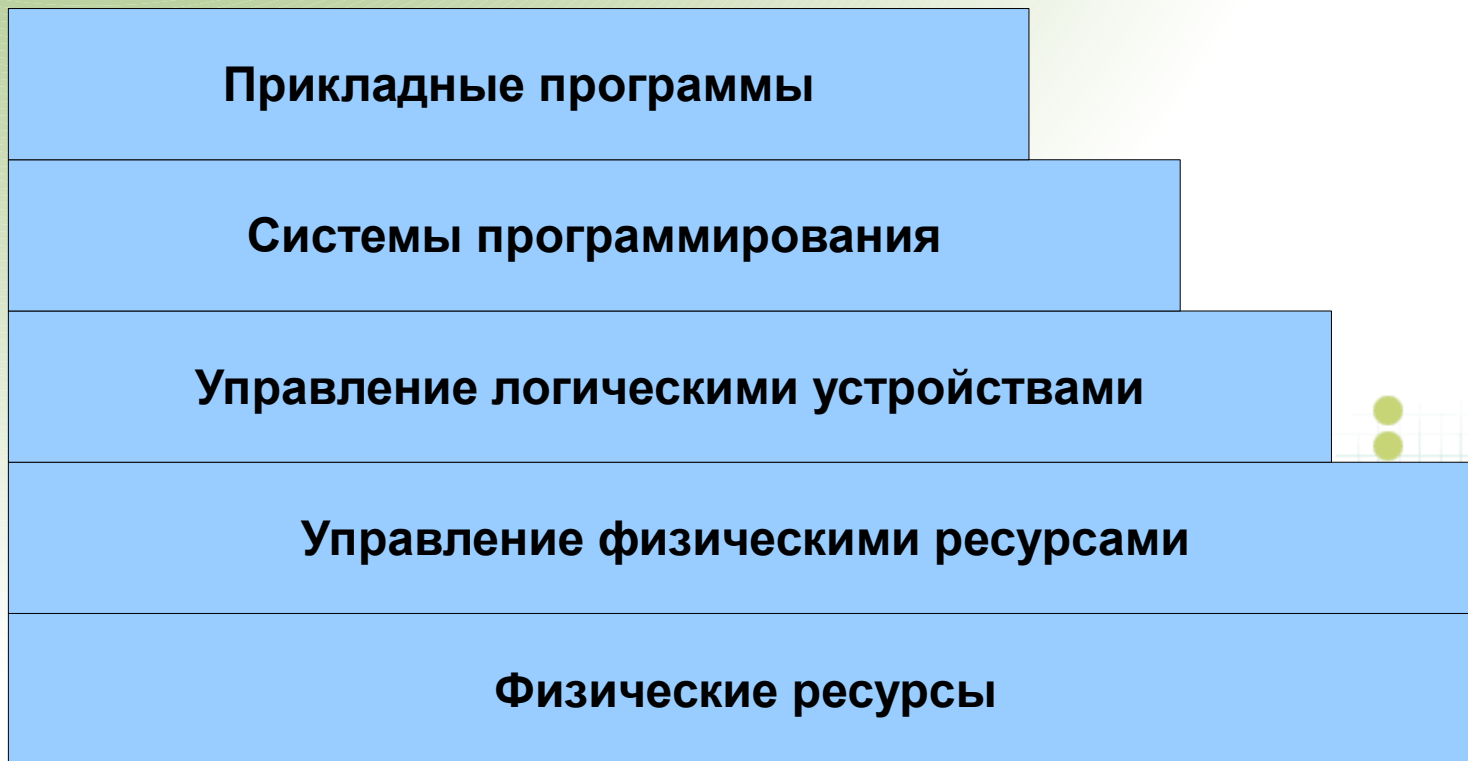 Прикладные программы
Системы программирования
Управление логическими устройствами
Управление физическими ресурсами
Физические ресурсы